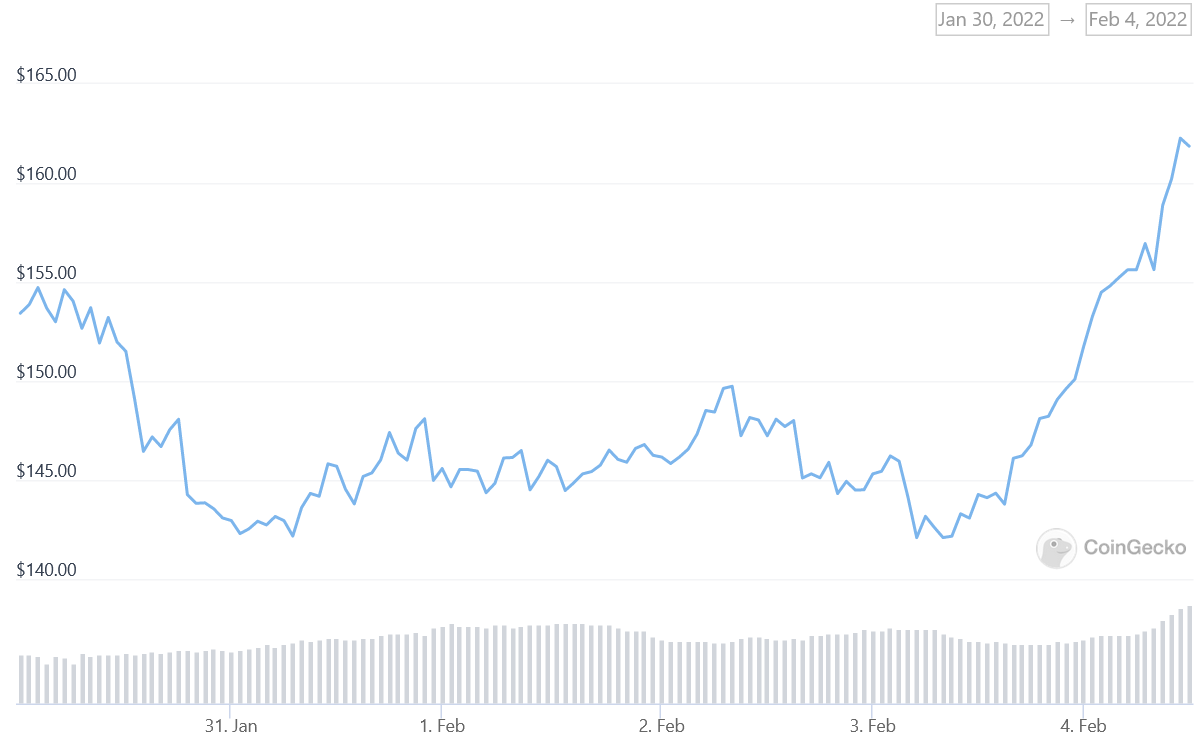 Jan 30, 2022 → Feb 4, 2022
$165.00
$160.00
$155.00
$150.00
$145.00
$140.00
CoinGecko
31. Jan 1. Feb 2. Feb 3. Feb 4. Feb